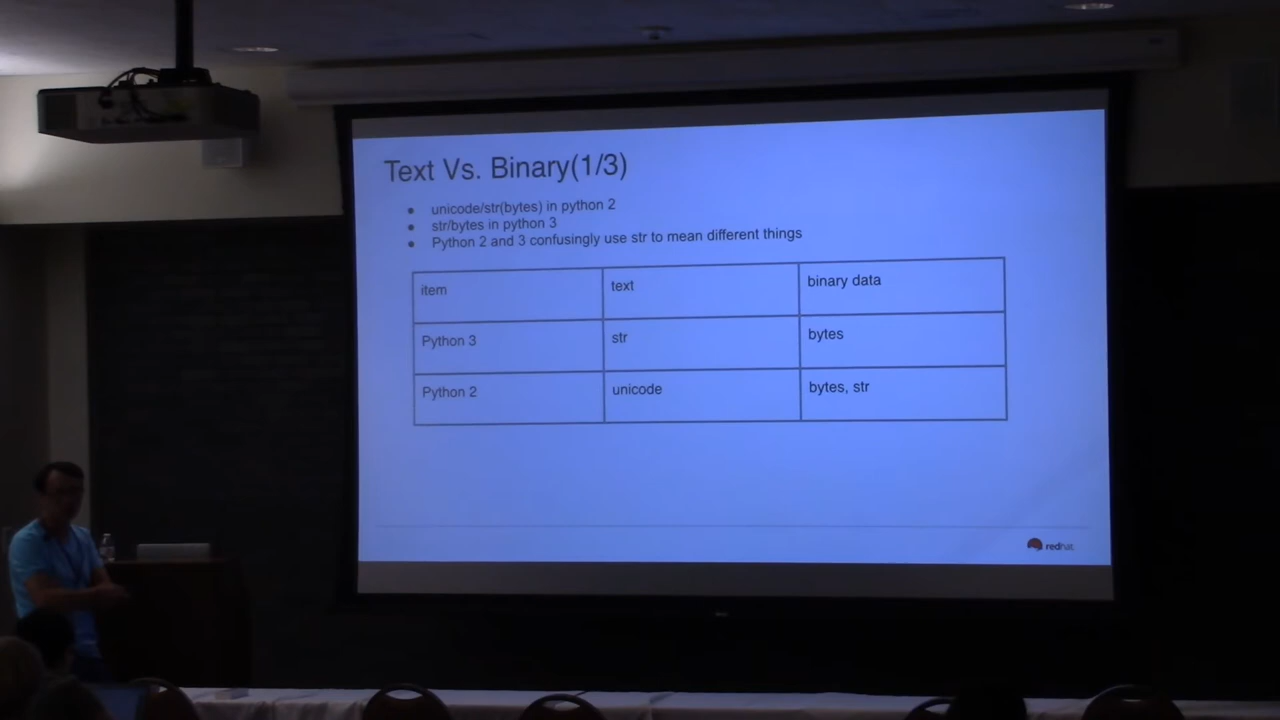 Text Vs. Binary(1/3)
● unicode/str(bytes) in python 2
● str/bytes in python 3
● Python 2 and 3 confusingly use str to mean different things
item text binary data
Python 3 str bytes
Python 2 unicode bytes, str
redhat